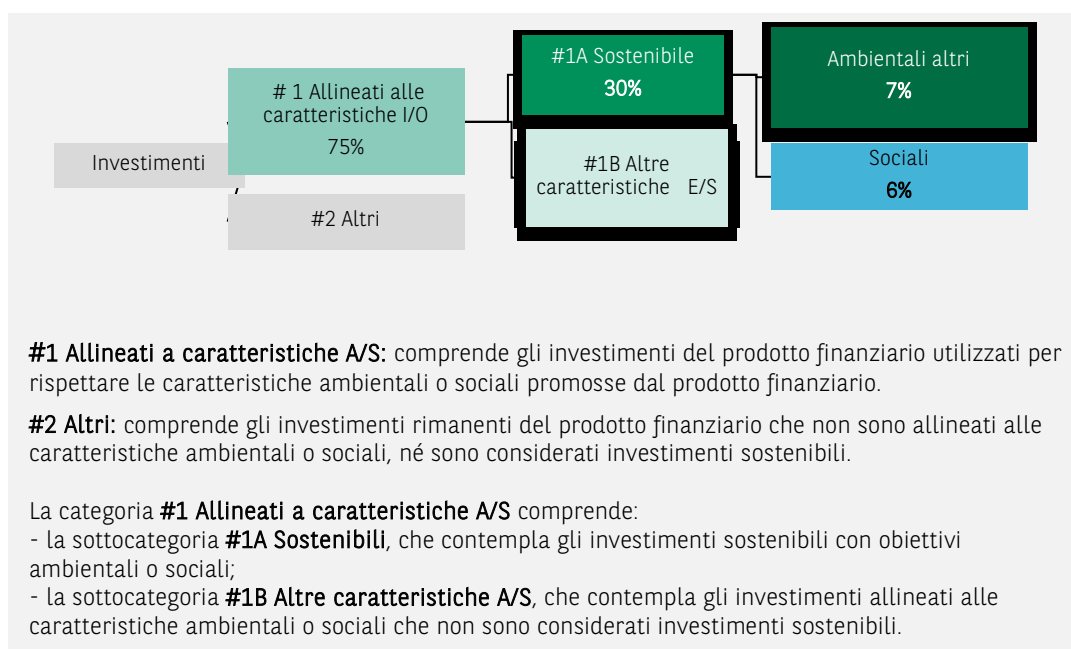 Investimenti
# 1 Allineati alle
caratteristiche I/O
75%
#2 Altri
#1A Sostenibile
30%
#1B Altre
caratteristiche E/S
Ambientali altri
7%
Sociali
6%
#1 Allineati a caratteristiche A/S: comprende gli investimenti del prodotto finanziario utilizzati per
rispettare le caratteristiche ambientali o sociali promosse dal prodotto finanziario.
#2 Altri: comprende gli investimenti rimanenti del prodotto finanziario che non sono allineati alle
caratteristiche ambientali o sociali, né sono considerati investimenti sostenibili.
La categoria #1 Allineati a caratteristiche A/S comprende:
- la sottocategoria #1A Sostenibili, che contempla gli investimenti sostenibili con obiettivi
ambientali o sociali;
- la sottocategoria #1B Altre caratteristiche A/S, che contempla gli investimenti allineati alle
caratteristiche ambientali o sociali che non sono considerati investimenti sostenibili.